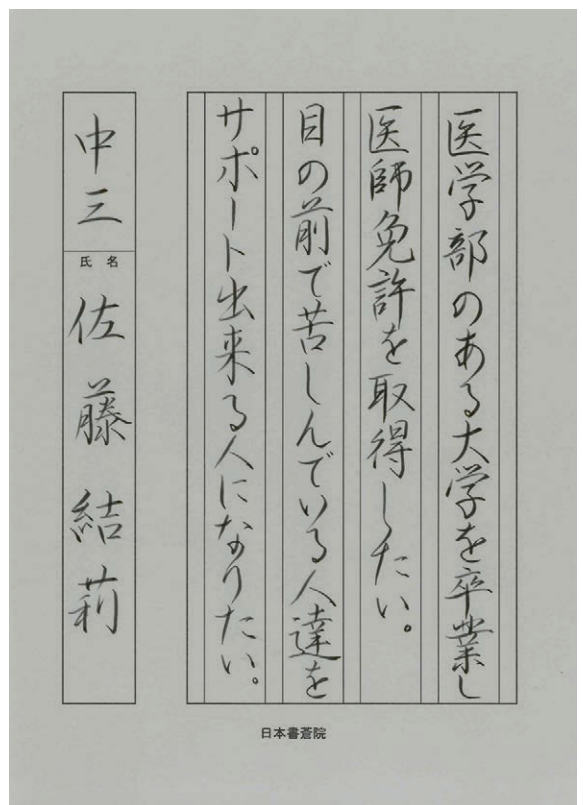 医学部のある大学を卒業し
医師免許を取得したい。
目の前で苦しんでいる人達を
サポート出来る人になりたい。
中三
氏名
佐藤結莉
日本書蒼院